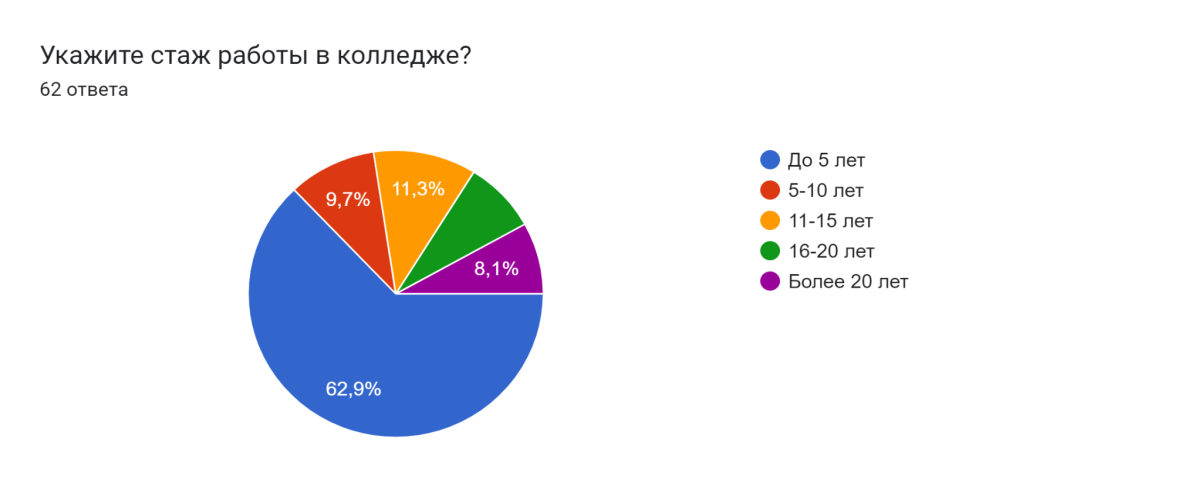 Укажите стаж работы в колледже?
62 ответа
9,7%
11,3%
8,1%
62,9%
До 5 лет
5-10 лет
11-15 лет
16-20 лет
Более 20 лет